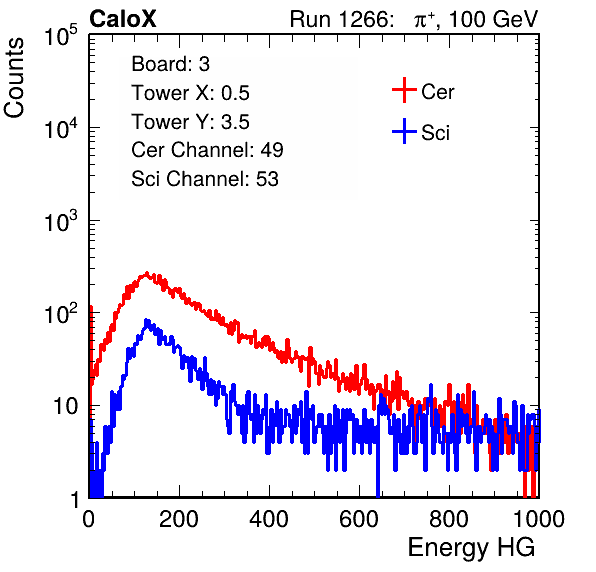 CaloX Run 1266: π⁺, 100 GeV
Counts
10⁵
10⁴
10³
10²
10
1
Board: 3
Tower X: 0.5
Tower Y: 3.5
Cer Channel: 49
Sci Channel: 53
Cer
Sci
0 200 400 600 800 1000
Energy HG